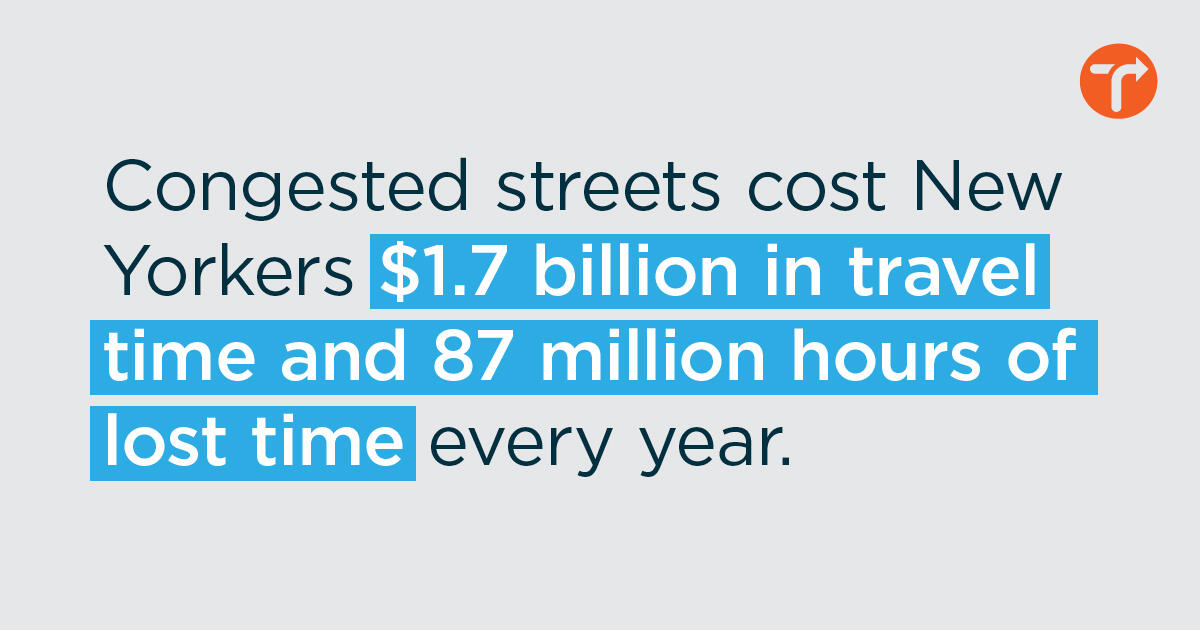 Congested streets cost New
Yorkers $1.7 billion in travel
time and 87 million hours of
lost time every year.